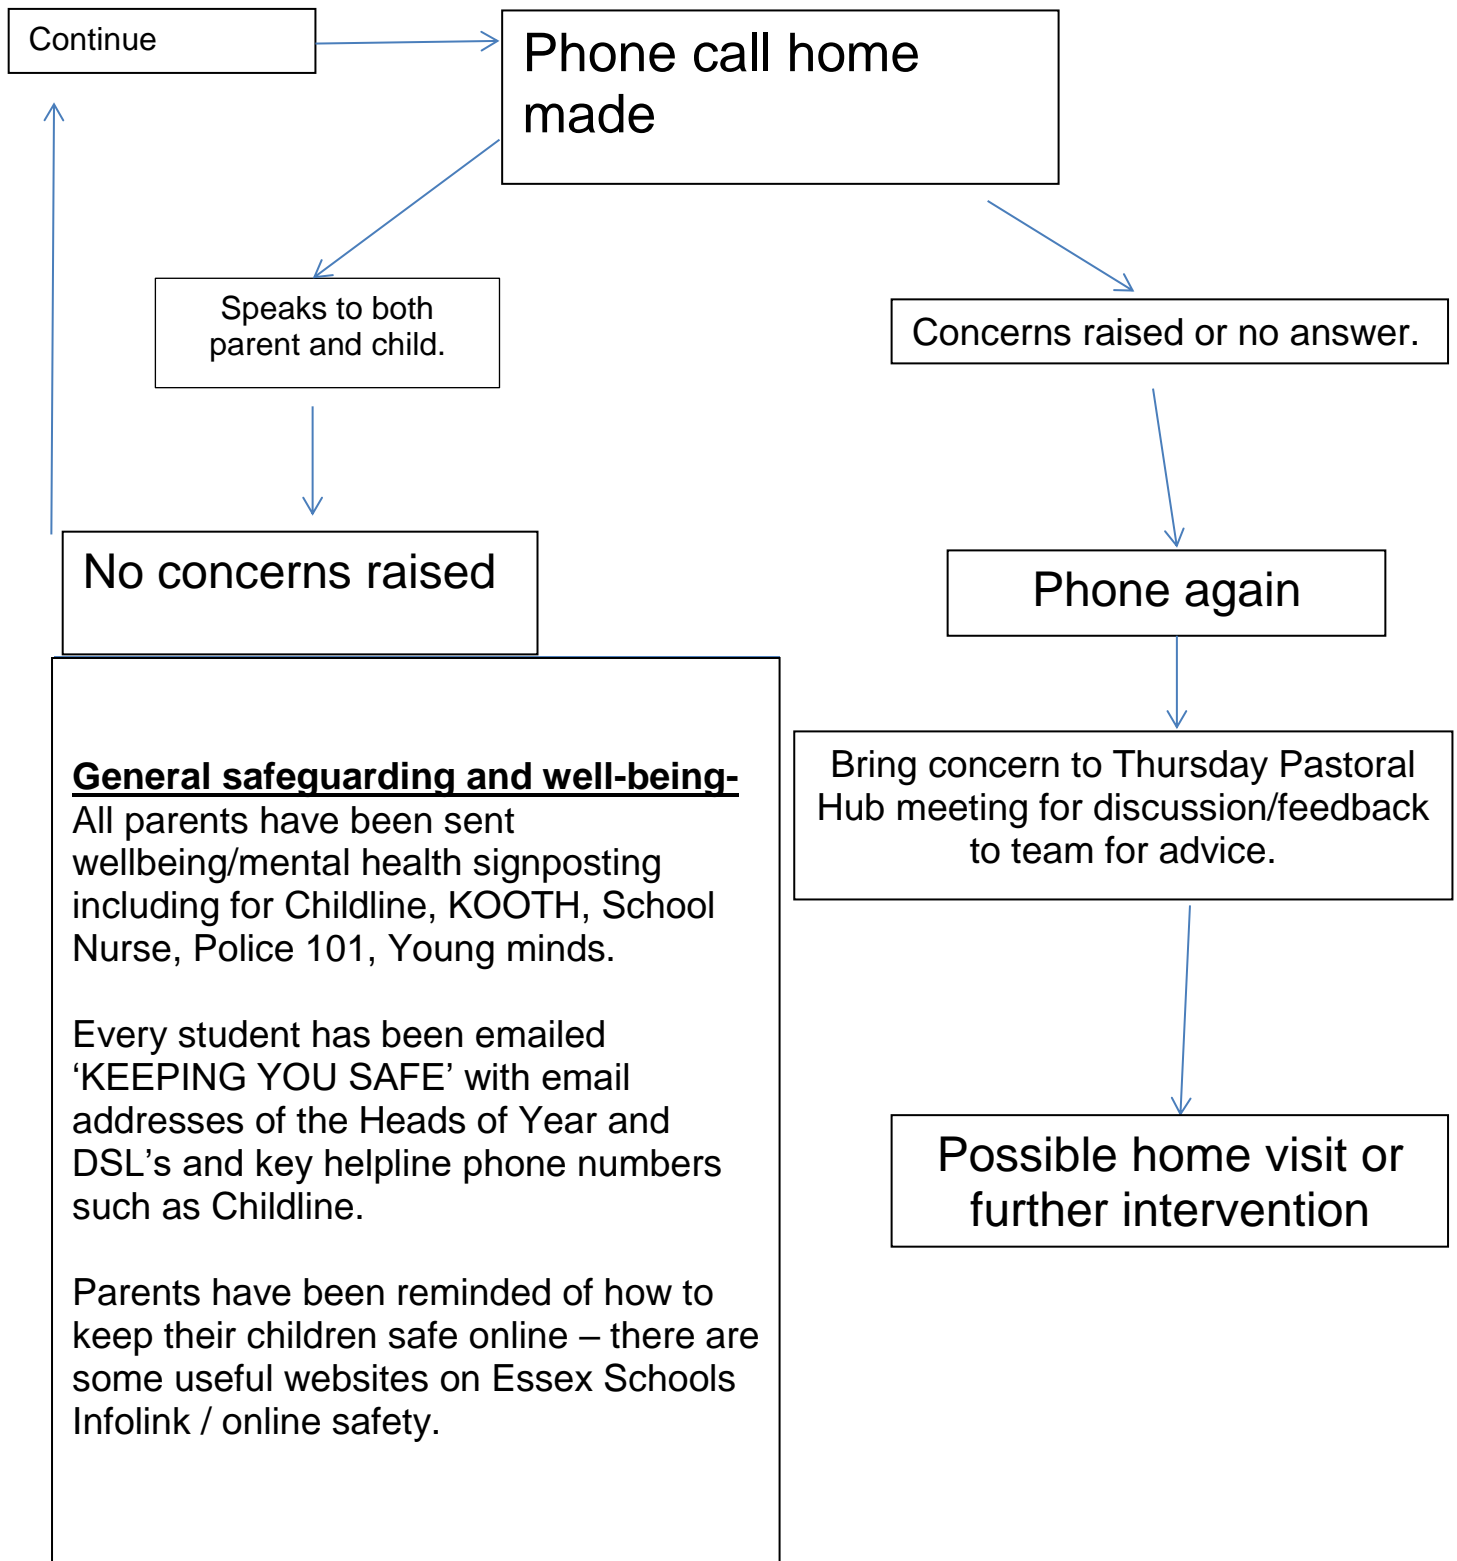 Continue
Phone call home
made
Speaks to both
parent and child.
Concerns raised or no answer.
No concerns raised
Phone again
General safeguarding and well-being-
All parents have been sent
wellbeing/mental health signposting
including for Childline, KOOTH, School
Nurse, Police 101, Young minds.
Every student has been emailed
‘KEEPING YOU SAFE’ with email
addresses of the Heads of Year and
DSL’s and key helpline phone numbers
such as Childline.
Parents have been reminded of how to
keep their children safe online – there are
some useful websites on Essex Schools
Infolink / online safety.
Bring concern to Thursday Pastoral
Hub meeting for discussion/feedback
to team for advice.
Possible home visit or
further intervention